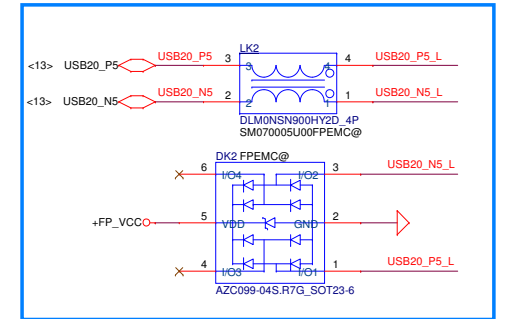 LK2
<13> USB20_P5 USB20_P5 3 3 4 4 USB20_P5_L
<13> USB20_N5 USB20_N5 2 2 1 1 USB20_N5_L
DLM0NSN900HY2D_4P
SM070005U00FPEMC@
DK2 FPEMC@
6 I/O4 I/O2 3 USB20_N5_L
+FP_VCC 5 VDD GND 2
4 I/O3 I/O1 1 USB20_P5_L
AZC099-04S.R7G_SOT23-6